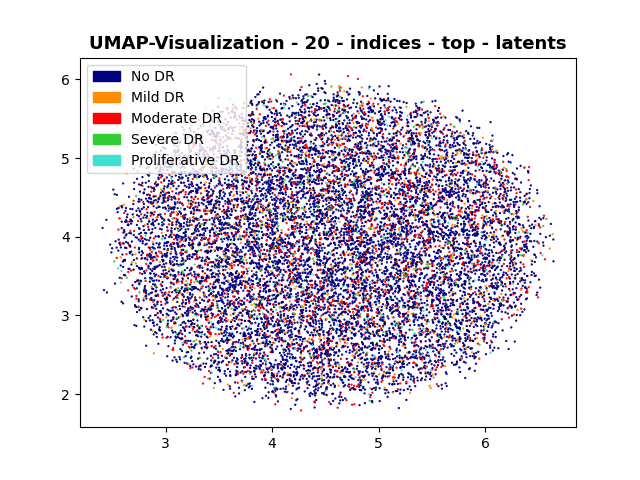 UMAP-Visualization - 20 - indices - top - latents
No DR
Mild DR
Moderate DR
Severe DR
Proliferative DR
6
5
4
3
2
3 4 5 6